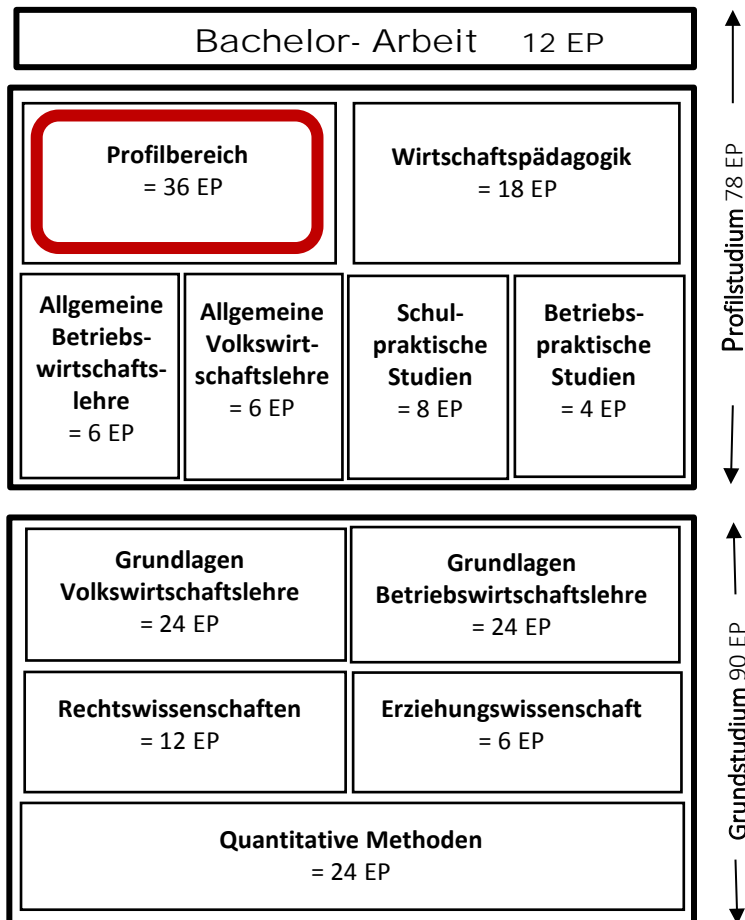 Bachelor- Arbeit 12 EP
Profilbereich
= 36 EP
Wirtschaftspädagogik
= 18 EP
Allgemeine
Betriebs-
wirtschafts-
lehre
= 6 EP
Allgemeine
Volkswirt-
schaftslehre
= 6 EP
Schul-
praktische
Studien
= 8 EP
Betriebs-
praktische
Studien
= 4 EP
Profilstudium 78 EP
Grundlagen
Volkswirtschaftslehre
= 24 EP
Grundlagen
Betriebswirtschaftslehre
= 24 EP
Rechtswissenschaften
= 12 EP
Erziehungswissenschaft
= 6 EP
Quantitative Methoden
= 24 EP
Grundstudium 90 EP